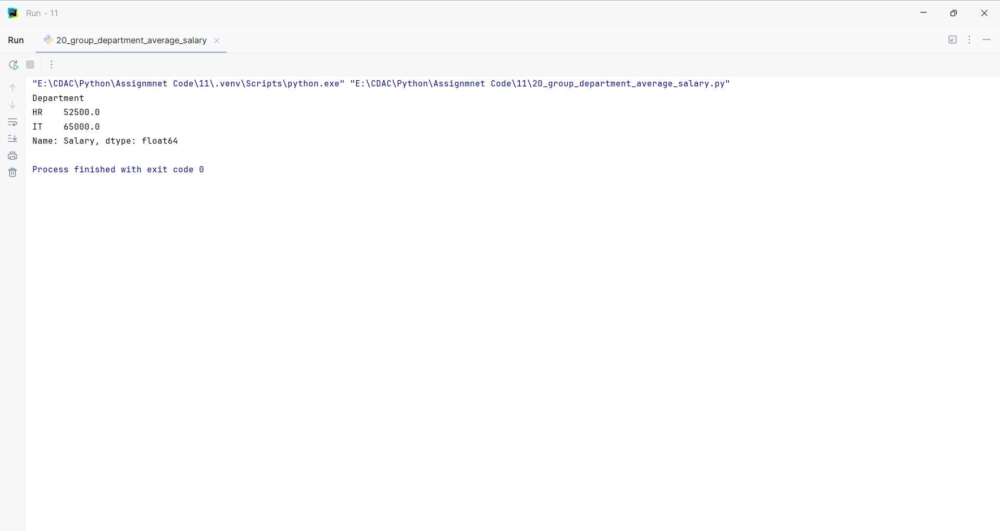 PC
Run - 11
Run 20_group_department_average_salary
"E:\CDAC\Python\Assignmnet Code\11\.venv\Scripts\python.exe" "E:\CDAC\Python\Assignmnet Code\11\20_group_department_average_salary.py"
Department
HR    52500.0
IT    65000.0
Name: Salary, dtype: float64
Process finished with exit code 0